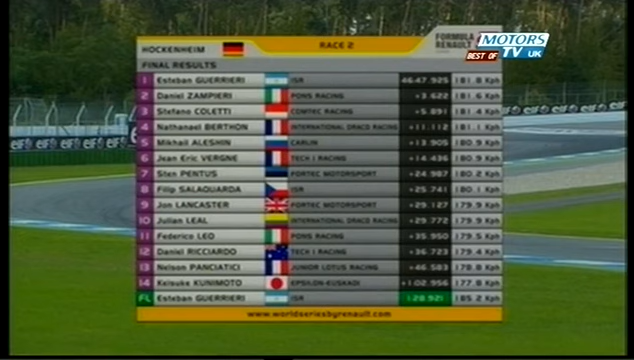 HOCKENHEIM RACE 2 FORMULA RENAULT
MOTORS TV UK
BEST OF
FINAL RESULTS
1 Esteban GUERRIERI ISR 46:47.925 181.8 Kph
2 Daniel ZAMPIERI PONS RACING +3.622 181.6 Kph
3 Stefano COLETTI COMTEC RACING +5.891 181.4 Kph
4 Nathanael BERTHON INTERNATIONAL DRACO RACING +11.112 181.1 Kph
5 Mikhail ALESHIN CARLIN +13.905 180.9 Kph
6 Jean Eric VERGNE TECH 1 RACING +14.436 180.9 Kph
7 Sten PENTUS FORTEC MOTORSPORT +24.987 180.2 Kph
8 Filip SALAQUARDA ISR +25.741 180.1 Kph
9 Jon LANCASTER FORTEC MOTORSPORT +29.127 179.9 Kph
10 Julian LEAL INTERNATIONAL DRACO RACING +29.772 179.9 Kph
11 Federico LEO PONS RACING +35.950 179.5 Kph
12 Daniel RICCIARDO TECH 1 RACING +36.723 179.4 Kph
13 Nelson PANCIATICI JUNIOR LOTUS RACING +46.583 178.8 Kph
14 Keisuke KUNIMOTO EPSILON-EUSKADI +1:02.956 177.8 Kph
FL Esteban GUERRIERI ISR 1:28.921 185.2 Kph
www.worldseriesbyrenault.com